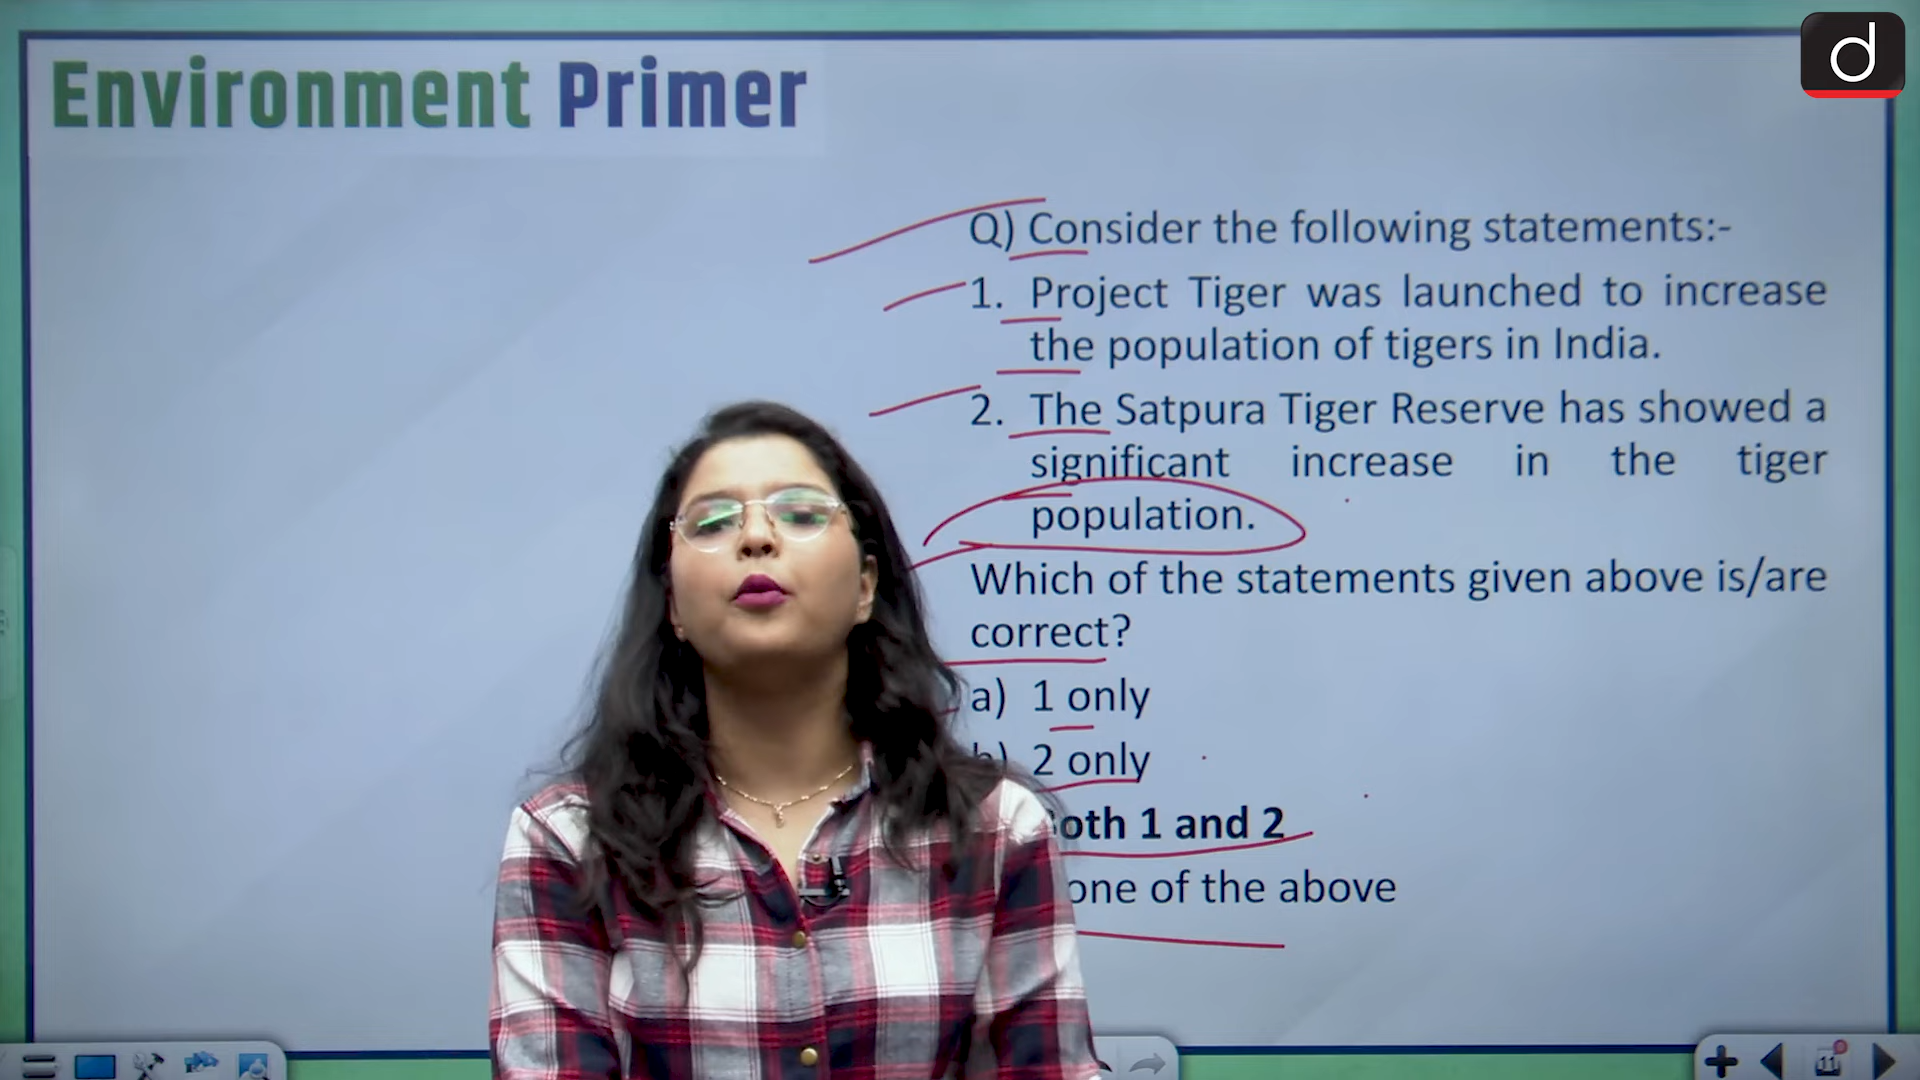 d
Environment Primer
Q) Consider the following statements:-
1. Project Tiger was launched to increase
the population of tigers in India.
2. The Satpura Tiger Reserve has showed a
significant increase in the tiger
population.
Which of the statements given above is/are
correct?
a) 1 only
b) 2 only
oth 1 and 2
one of the above
11